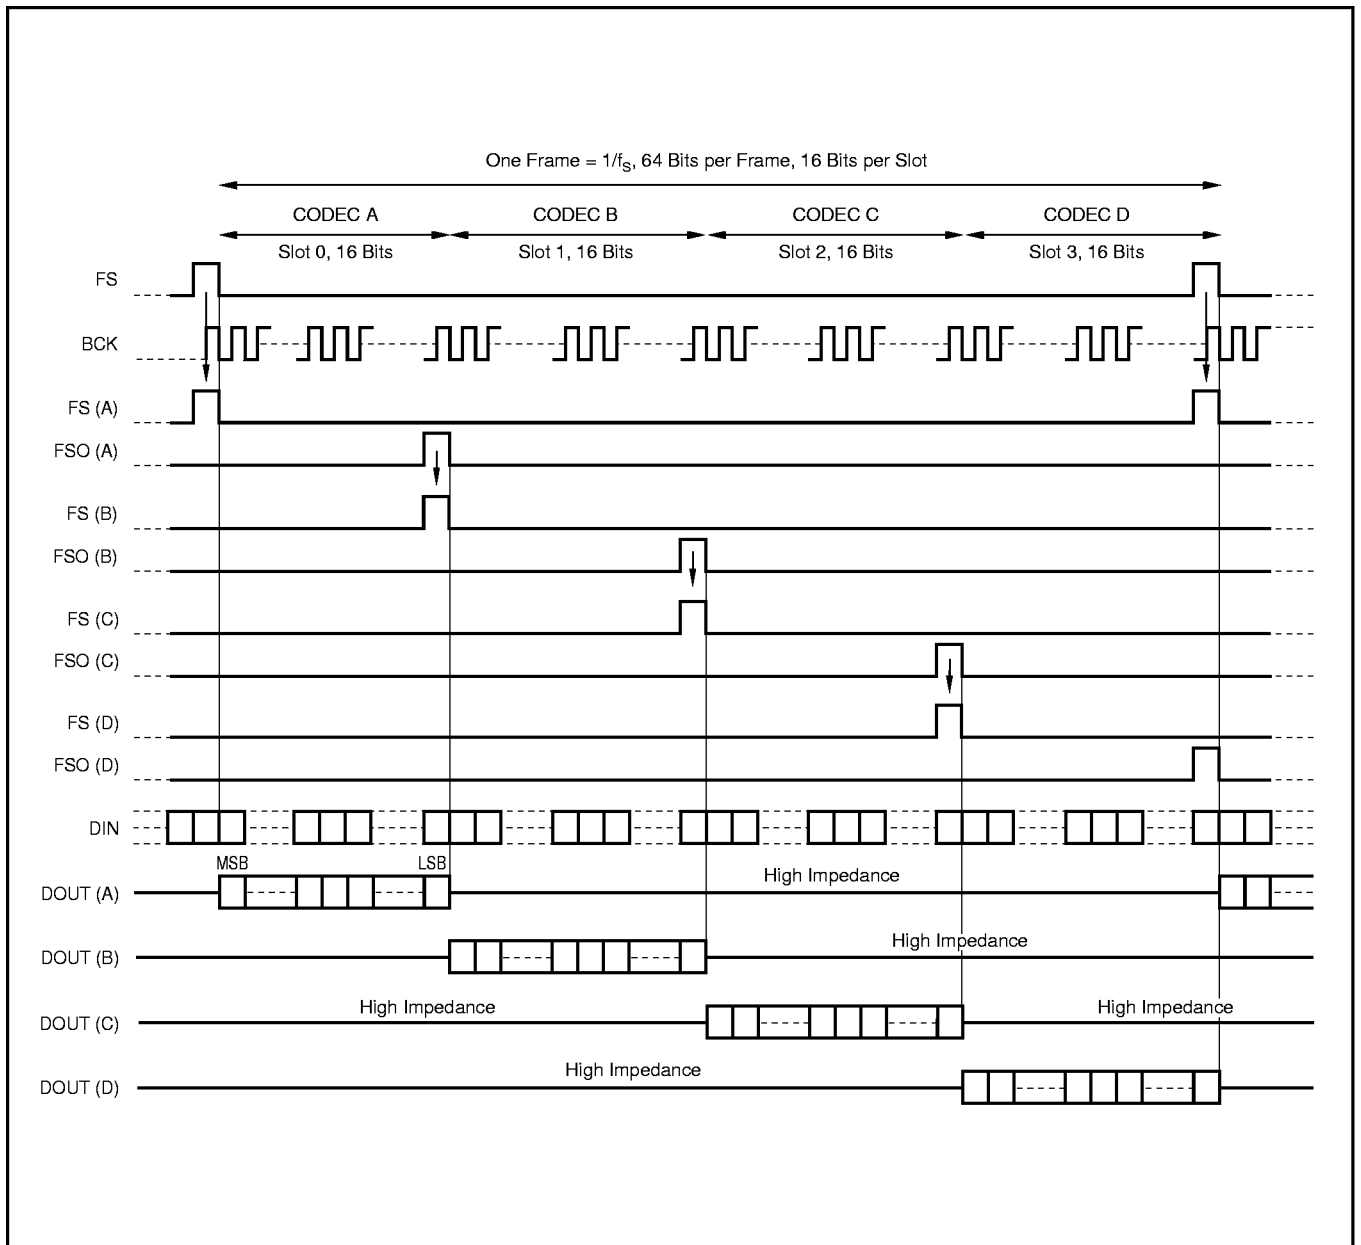 One Frame = 1/fS, 64 Bits per Frame, 16 Bits per Slot
CODEC A CODEC B CODEC C CODEC D
Slot 0, 16 Bits Slot 1, 16 Bits Slot 2, 16 Bits Slot 3, 16 Bits
FS
BCK
FS (A)
FSO (A)
FS (B)
FSO (B)
FS (C)
FSO (C)
FS (D)
FSO (D)
DIN
MSB LSB
High Impedance
DOUT (A)
High Impedance
DOUT (B)
High Impedance High Impedance
DOUT (C)
High Impedance
DOUT (D)